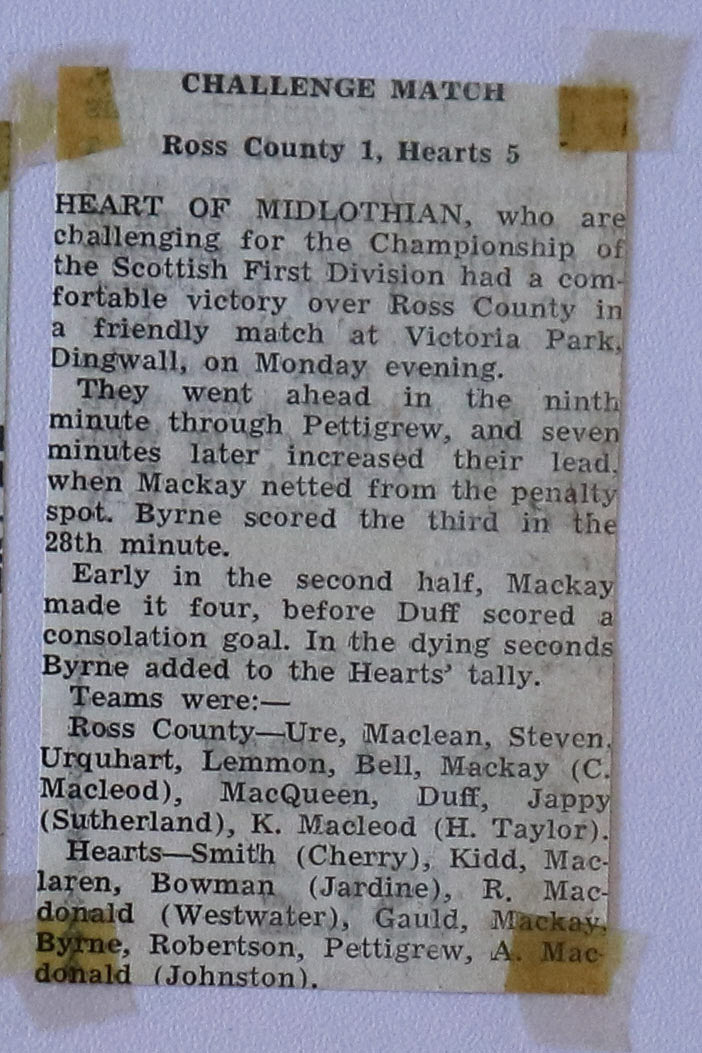 CHALLENGE MATCH
Ross County 1, Hearts 5
HEART OF MIDLOTHIAN, who are
challenging for the Championship of
the Scottish First Division had a com-
fortable victory over Ross County in
a friendly match at Victoria Park,
Dingwall, on Monday evening.
They went ahead in the ninth
minute through Pettigrew, and seven
minutes later increased their lead,
when Mackay netted from the penalty
spot. Byrne scored the third in the
28th minute.
Early in the second half, Mackay
made it four, before Duff scored a
consolation goal. In the dying seconds
Byrne added to the Hearts' tally.
Teams were:—
Ross County—Ure, Maclean, Steven,
Urquhart, Lemmon, Bell, Mackay (C.
Macleod), MacQueen, Duff, Jappy
(Sutherland), K. Macleod (H. Taylor).
Hearts—Smith (Cherry), Kidd, Mac-
laren, Bowman (Jardine), R. Mac-
donald (Westwater), Gauld, Mackay,
Byrne, Robertson, Pettigrew, A. Mac-
donald (Johnston).